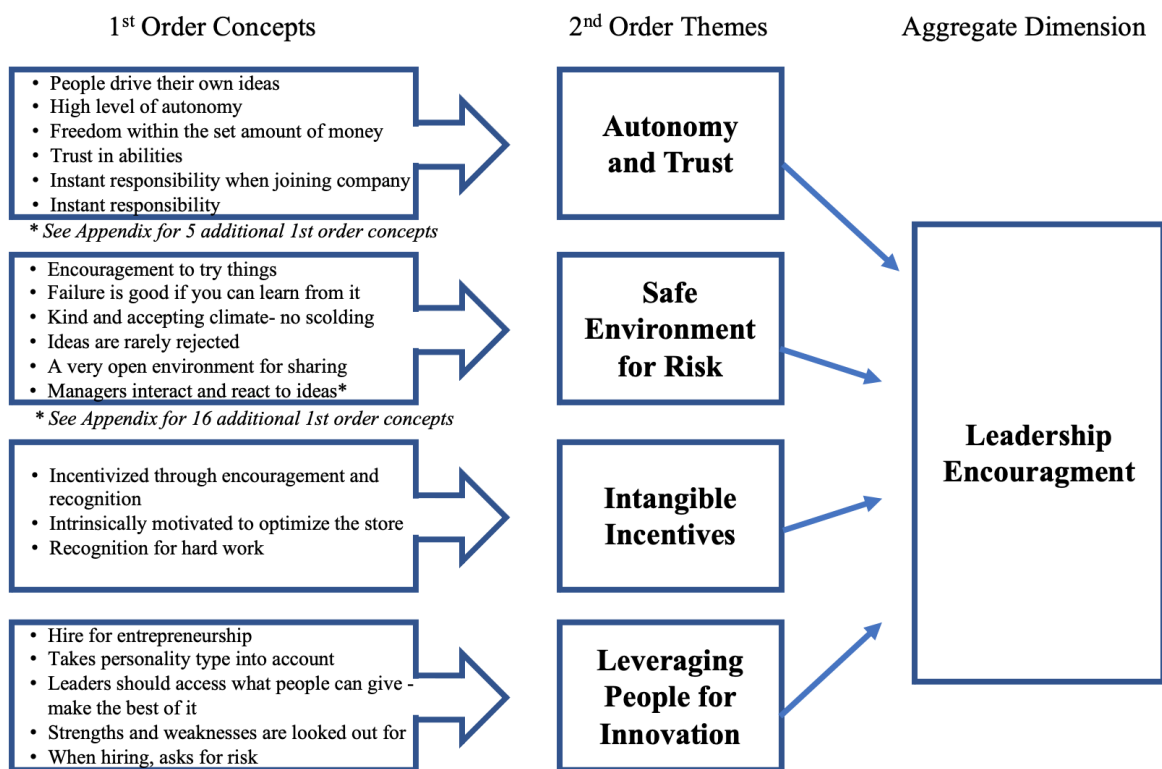 1st Order Concepts
2nd Order Themes
Aggregate Dimension
• People drive their own ideas
• High level of autonomy
• Freedom within the set amount of money
• Trust in abilities
• Instant responsibility when joining company
• Instant responsibility
* See Appendix for 5 additional 1st order concepts
Autonomy
and Trust
• Encouragement to try things
• Failure is good if you can learn from it
• Kind and accepting climate- no scolding
• Ideas are rarely rejected
• A very open environment for sharing
• Managers interact and react to ideas*
* See Appendix for 16 additional 1st order concepts
Safe
Environment
for Risk
• Incentivized through encouragement and
recognition
• Intrinsically motivated to optimize the store
• Recognition for hard work
Intangible
Incentives
• Hire for entrepreneurship
• Takes personality type into account
• Leaders should access what people can give -
make the best of it
• Strengths and weaknesses are looked out for
• When hiring, asks for risk
Leveraging
People for
Innovation
Leadership
Encouragment